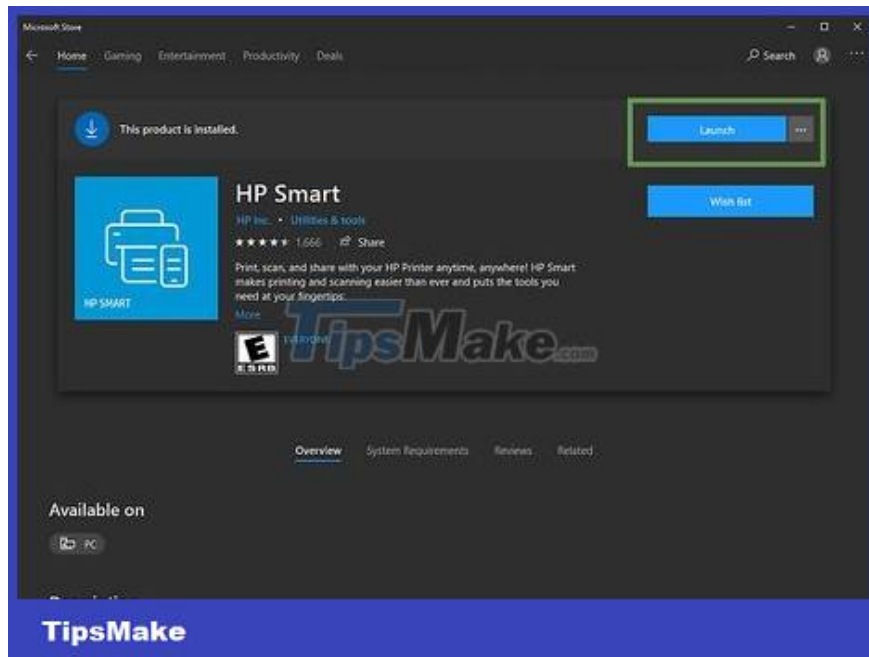 Microsoft Store
Home Gaming Entertainment Productivity Deals Search
This product is installed.
Launch
HP Smart
Wish list
HP Inc. • Utilities & tools
1,666 Share
Print, scan, and share with your HP Printer anytime, anywhere! HP Smart
makes printing and scanning easier than ever and puts the tools you
need at your fingertips.
HP SMART
More
EVERYONE
E
ESRB
TipsMake.com
Overview System Requirements Reviews Related
Available on
PC
TipsMake